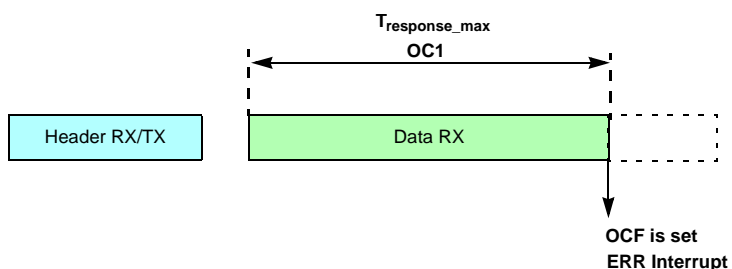 Tresponse_max
OC1
Header RX/TX
Data RX
OCF is set
ERR Interrupt